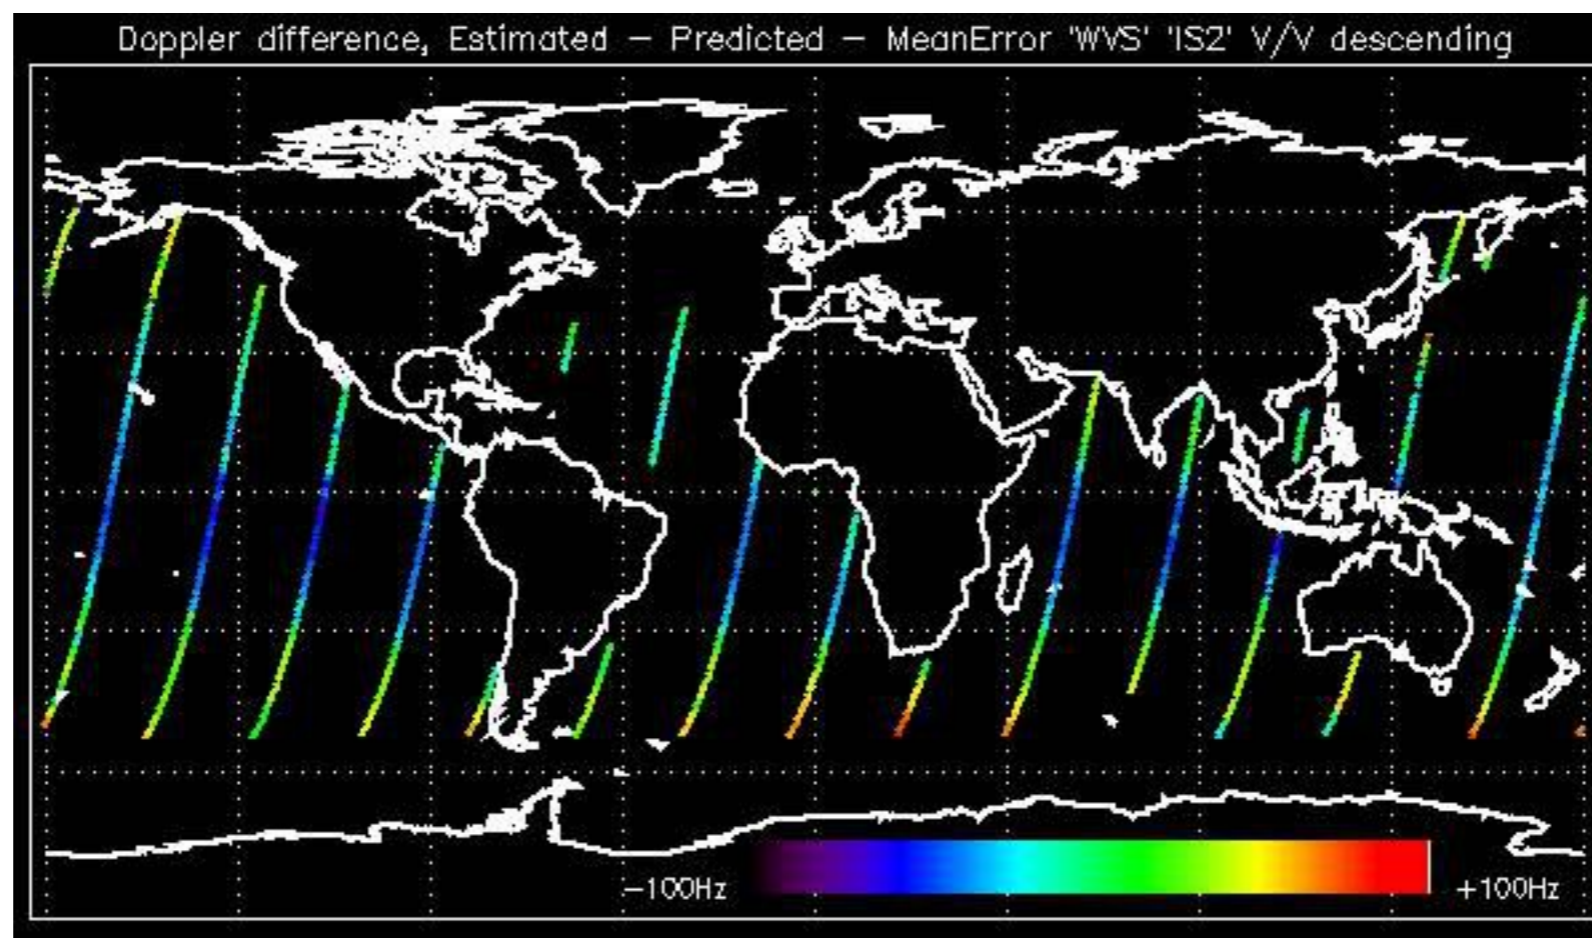 Doppler difference, Estimated – Predicted – MeanError 'WVS' 'IS2' V/V descending
−100Hz
+100Hz